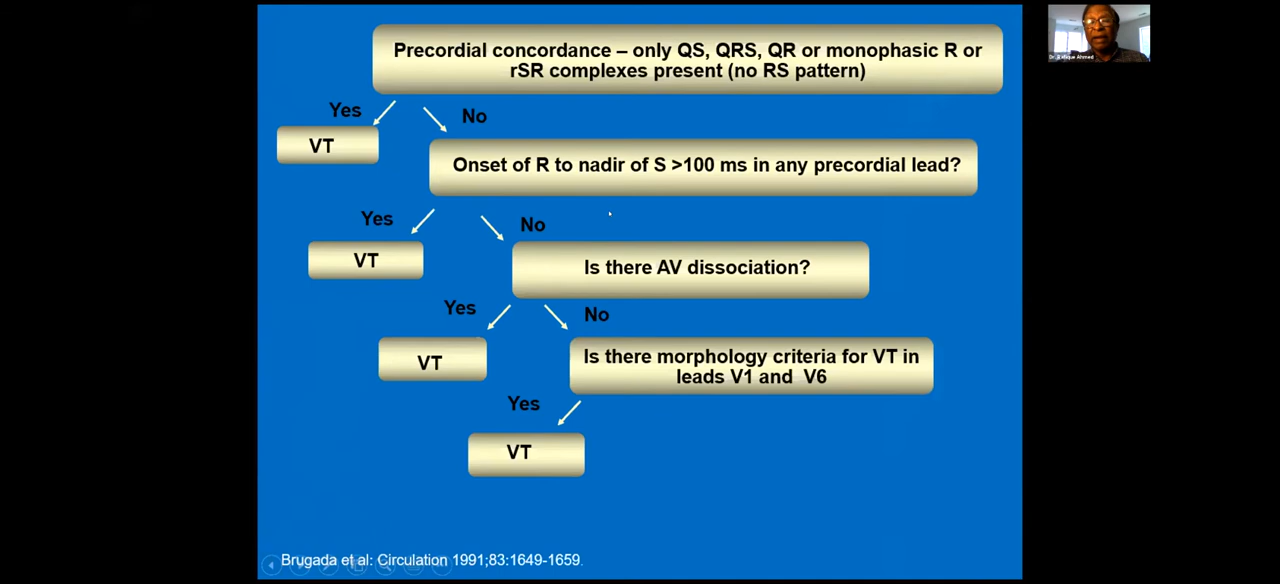 Precordial concordance – only QS, QRS, QR or monophasic R or
rSR complexes present (no RS pattern)
Yes
No
VT
Onset of R to nadir of S >100 ms in any precordial lead?
Yes
No
VT
Is there AV dissociation?
Yes
No
VT
Is there morphology criteria for VT in
leads V1 and V6
Yes
VT
Brugada et al: Circulation 1991;83:1649-1659.
Dr. Rafique Ahmed